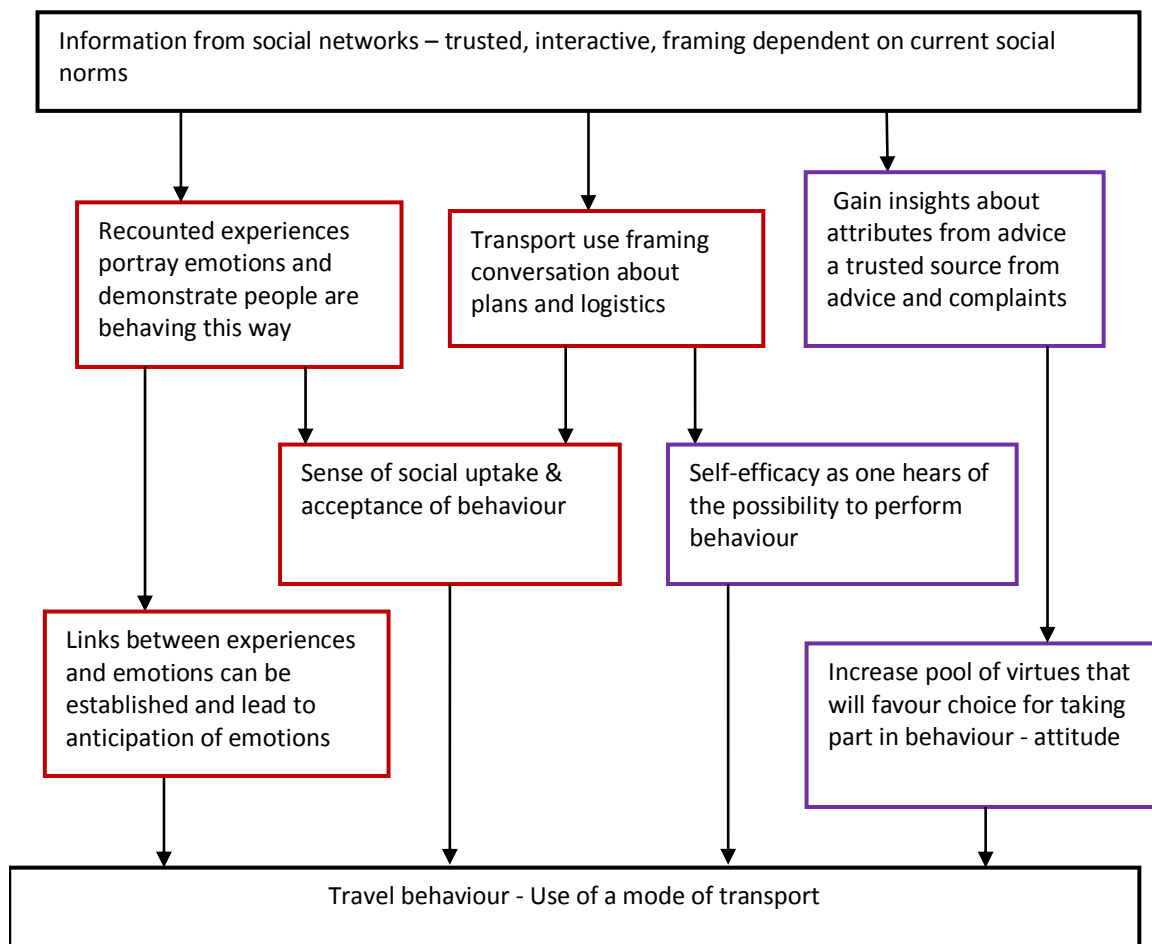 Information from social networks – trusted, interactive, framing dependent on current social
norms
Recounted experiences
portray emotions and
demonstrate people are
behaving this way
Transport use framing
conversation about
plans and logistics
Gain insights about
attributes from advice
a trusted source from
advice and complaints
Sense of social uptake &
acceptance of behaviour
Self-efficacy as one hears of
the possibility to perform
behaviour
Links between experiences
and emotions can be
established and lead to
anticipation of emotions
Increase pool of virtues that
will favour choice for taking
part in behaviour - attitude
Travel behaviour - Use of a mode of transport